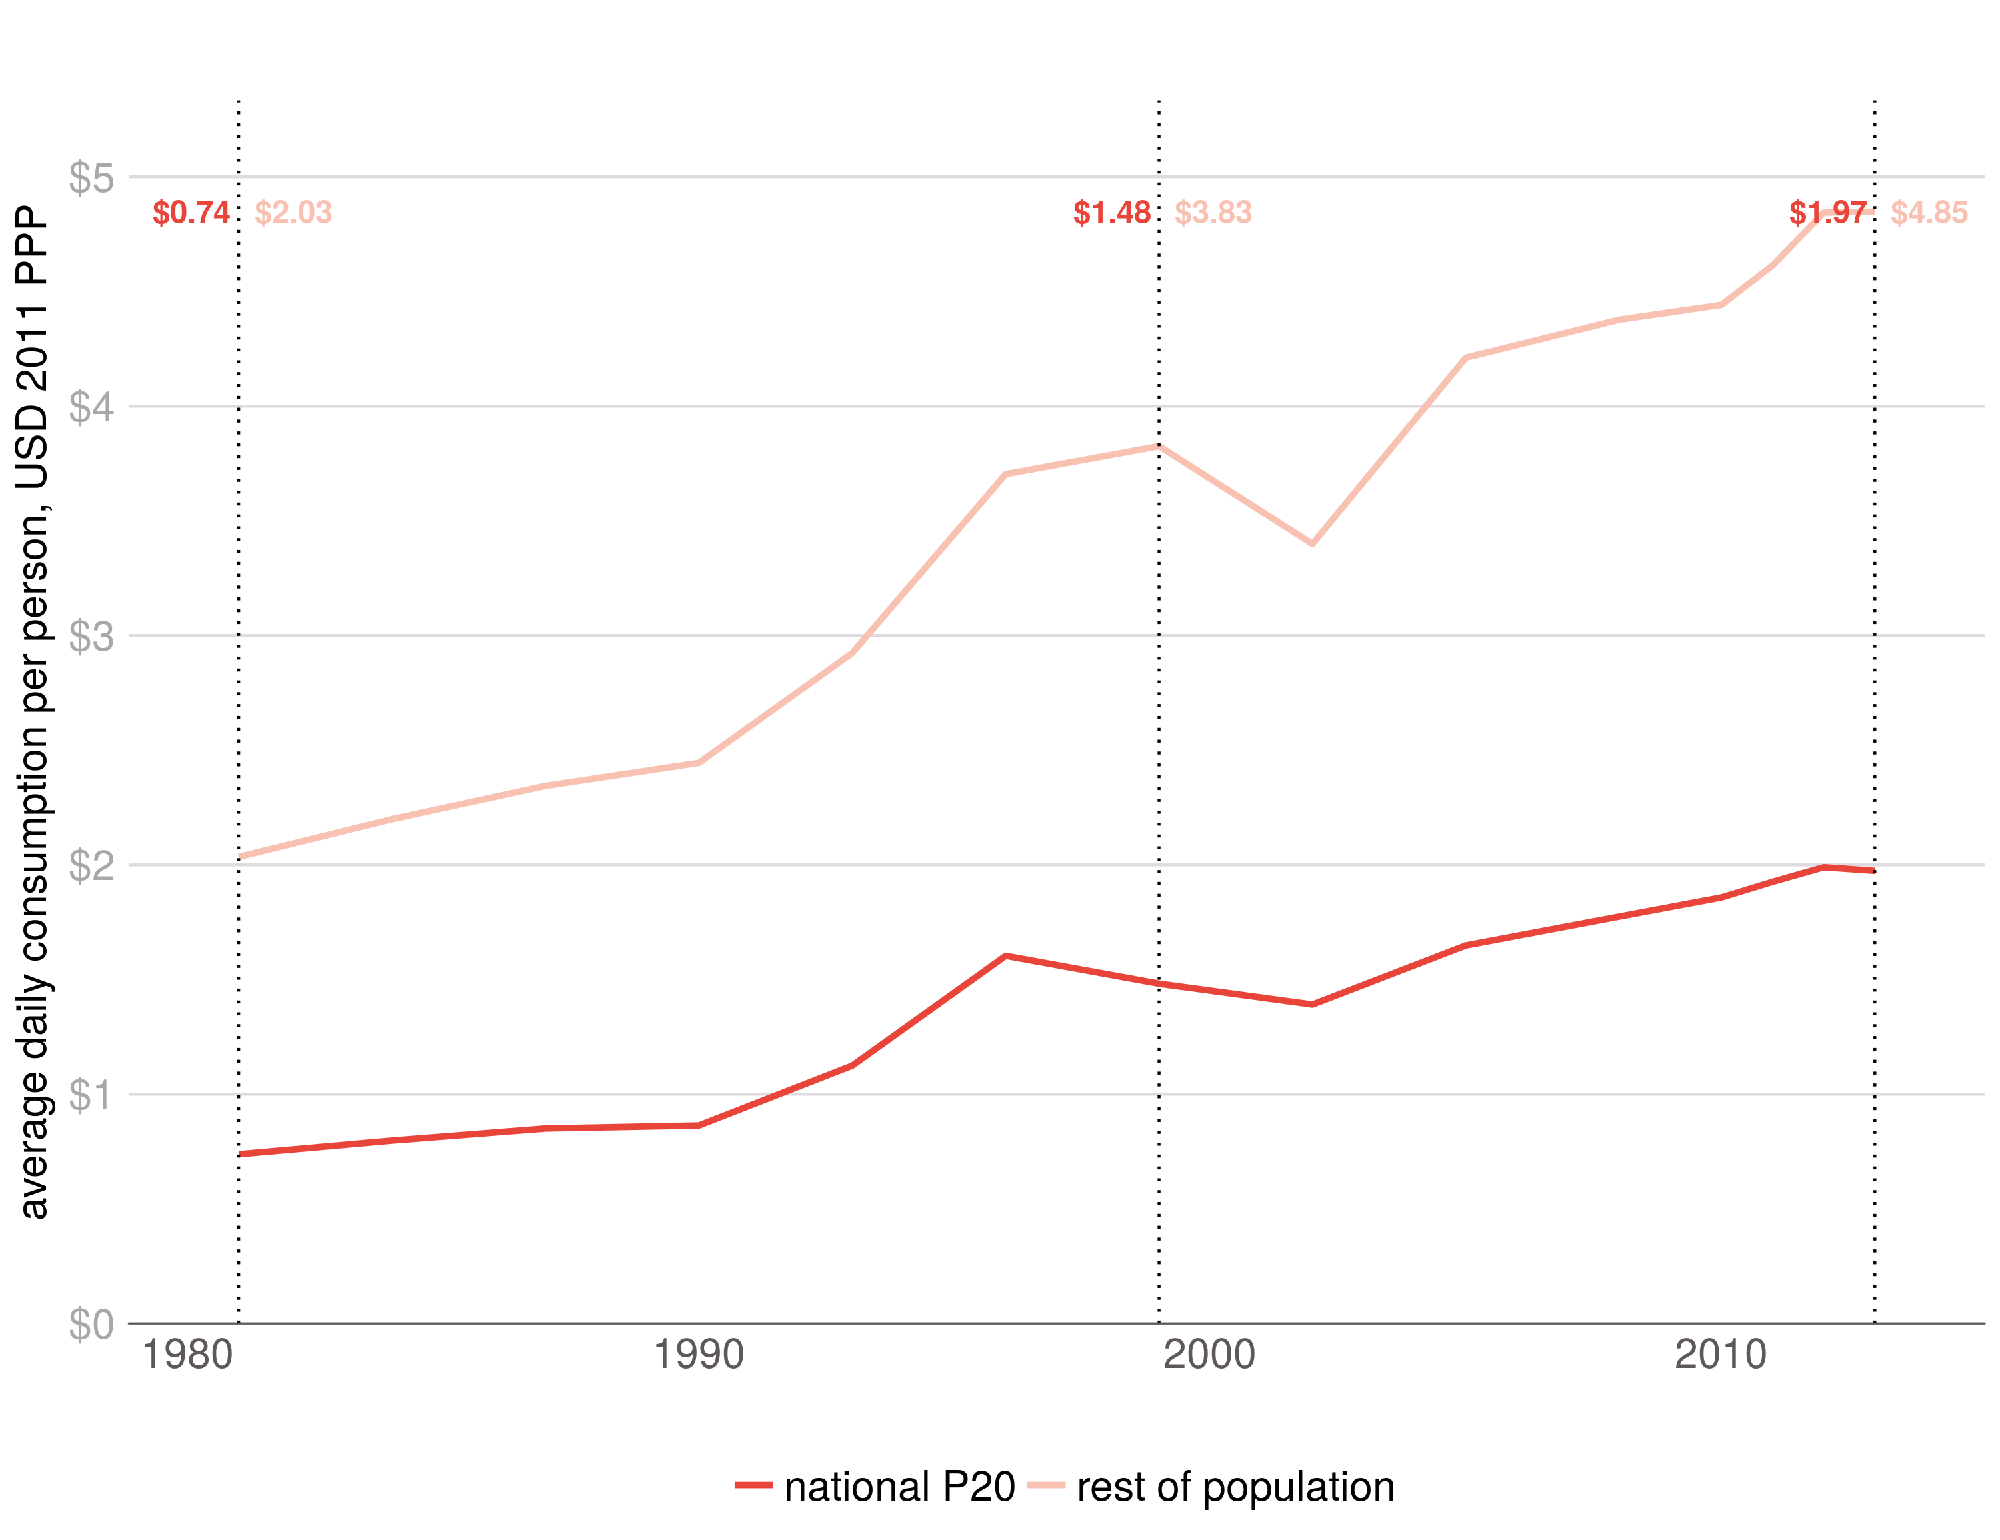 average daily consumption per person, USD 2011 PPP
$5
$0.74 $2.03 $1.48 $3.83 $1.97 $4.85
$4
$3
$2
$1
$0
1980 1990 2000 2010
national P20 rest of population